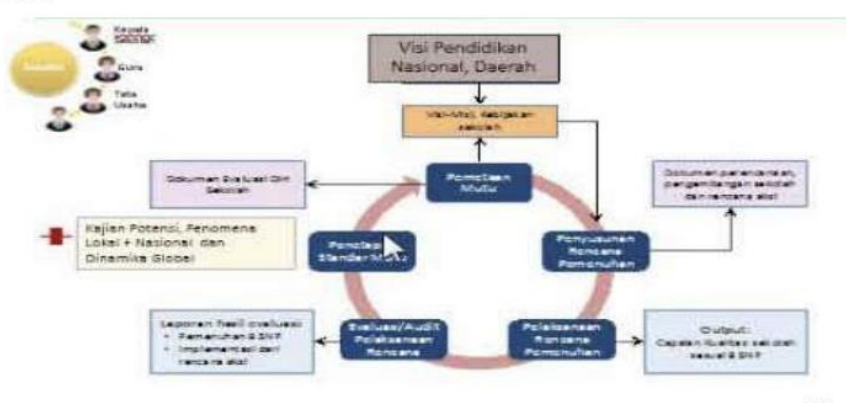 Kepala
Sekolah
Guru
Tata
Usaha
Visi Pendidikan
Nasional, Daerah
Visi-Misi, Kebijakan
sekolah
Dokumen Evaluasi Diri
Sekolah
Pemetaan
Mutu
Dokumen perencanaan,
pengembangan sekolah
dan rencana aksi
Kajian Potensi, Fenomena
Lokal + Nasional dan
Dinamika Global
Standar
Penyusunan
Rencana
Pemenuhan
Laporan hasil evaluasi:
• Pemenuhan 8 SNP
• Implementasi dari
rencana aksi
Evaluasi/Audit
Pelaksanaan
Rencana
Pelaksanaan
Rencana
Pemenuhan
Output:
Capaian Kualitas sekolah
sesuai 8 SNP